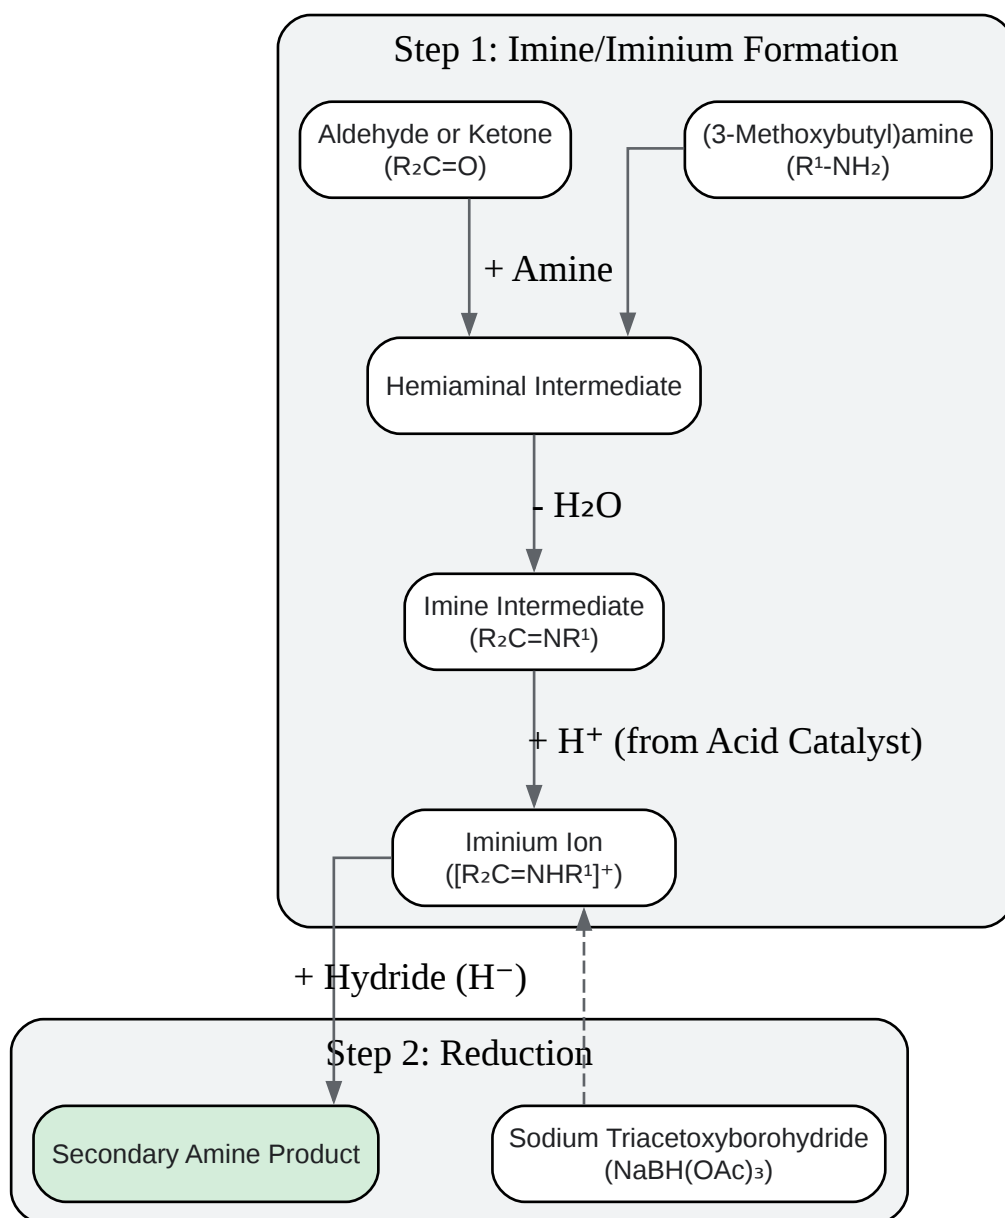 Step 1: Imine/Iminium Formation
Aldehyde or Ketone
(R₂C=O)
(3-Methoxybutyl)amine
(R¹-NH₂)
+ Amine
Hemiaminal Intermediate
- H₂O
Imine Intermediate
(R₂C=NR¹)
+ H⁺ (from Acid Catalyst)
Iminium Ion
([R₂C=NHR¹]⁺)
+ Hydride (H⁻)
Step 2: Reduction
Secondary Amine Product
Sodium Triacetoxyborohydride
(NaBH(OAc)₃)